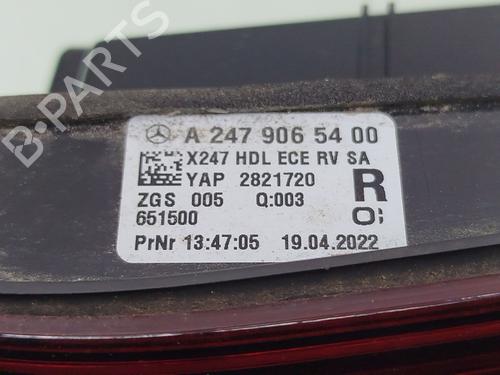 A 247 906 54 00
X247 HDL ECE RV SA
YAP 2821720
R
ZGS 005 Q:003
651500
PrNr 13:47:05 19.04.2022
B-PARTS